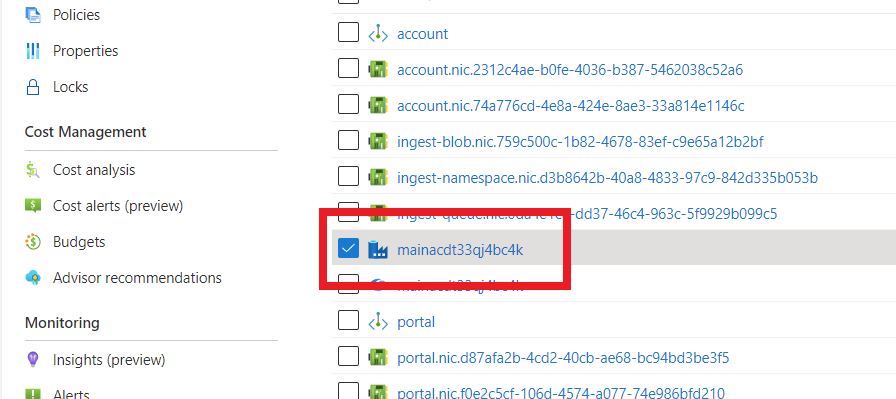 Policies
Properties
Locks
Cost Management
Cost analysis
Cost alerts (preview)
Budgets
Advisor recommendations
Monitoring
Insights (preview)
Alerts
account
account.nic.2312c4ae-b0fe-4036-b387-5462038c52a6
account.nic.74a776cd-4e8a-424e-8ae3-33a814e1146c
ingest-blob.nic.759c500c-1b82-4678-83ef-c9e65a12b2bf
ingest-namespace.nic.d3b8642b-40a8-4833-97c9-842d335b053b
-dd37-46c4-963c-5f9929b099c5
mainacdt33qj4bc4k
mainacdt33qj4bc4k
portal
portal.nic.d87afa2b-4cd2-40cb-ae68-bc94bd3be3f5
portal.nic.f0e2c5cf-106d-4574-a077-74e986bfd210